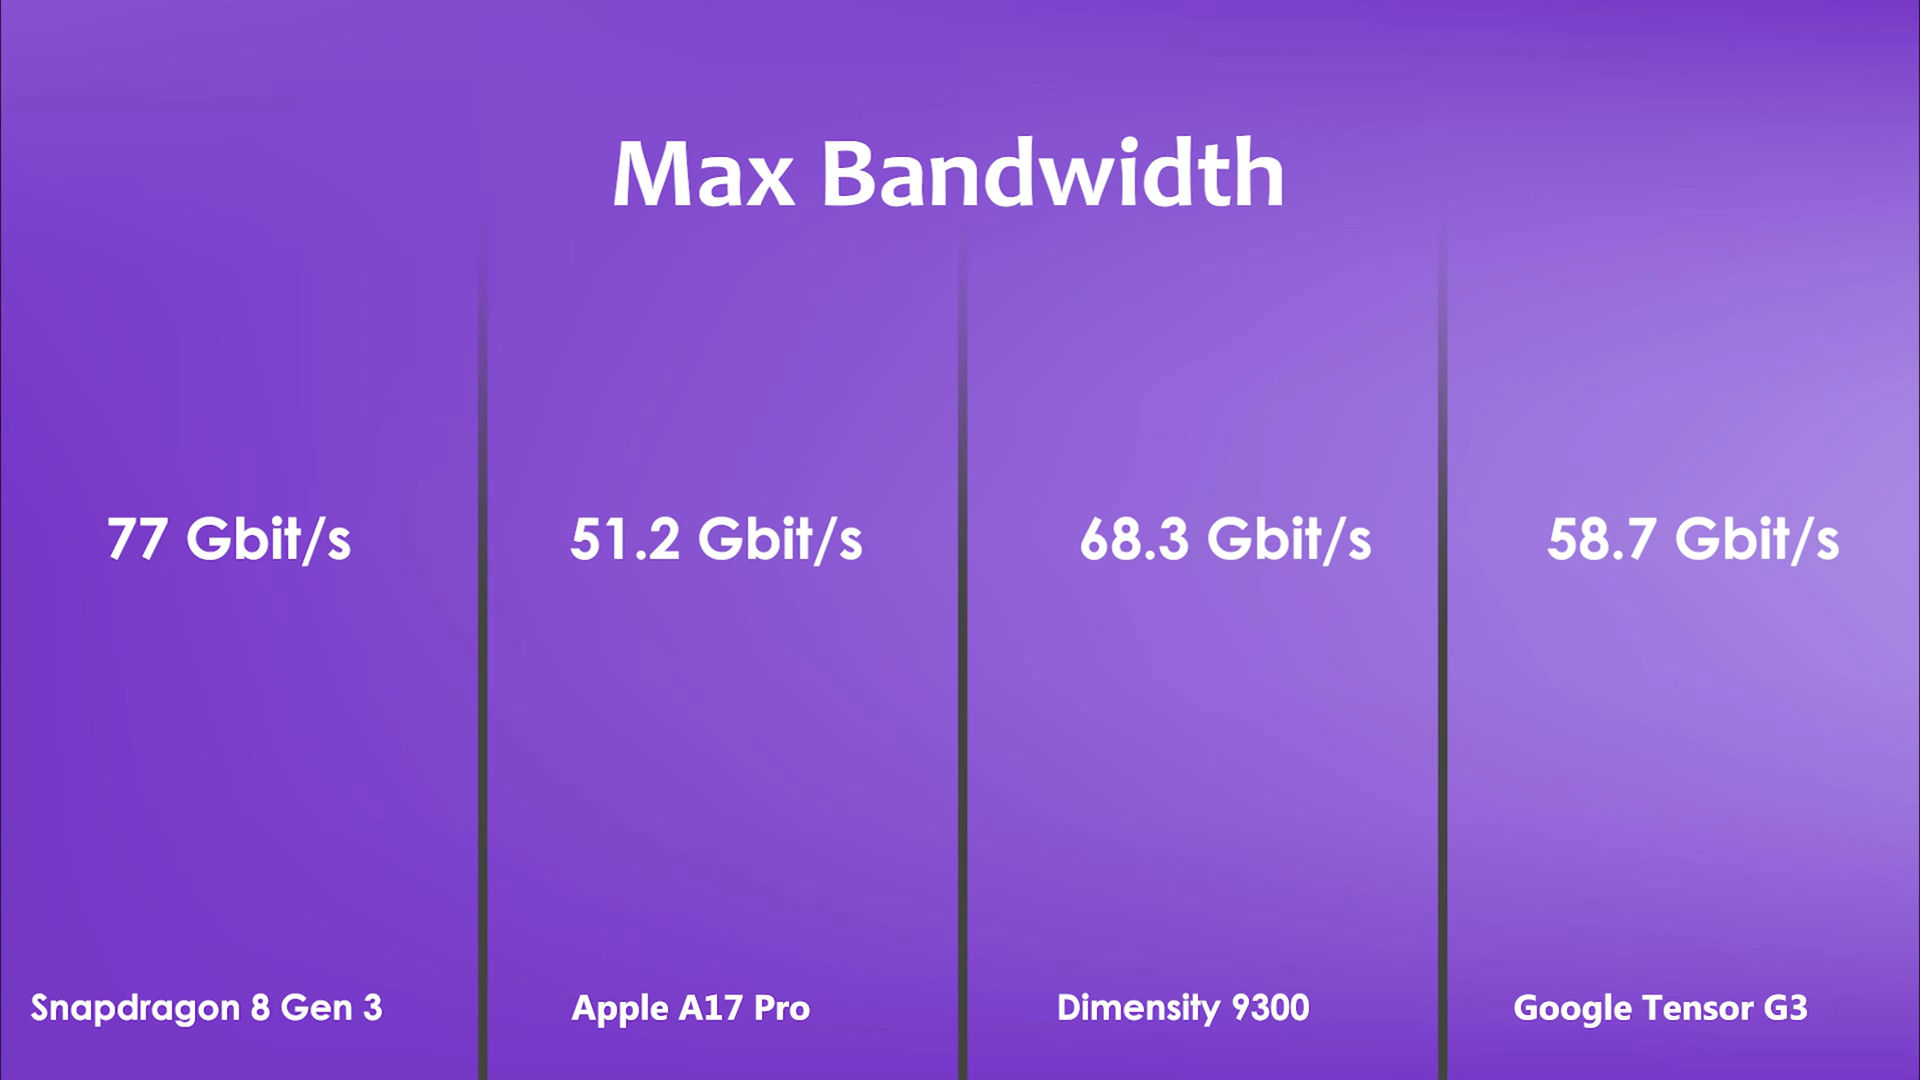 Max Bandwidth
77 Gbit/s
51.2 Gbit/s
68.3 Gbit/s
58.7 Gbit/s
Snapdragon 8 Gen 3
Apple A17 Pro
Dimensity 9300
Google Tensor G3